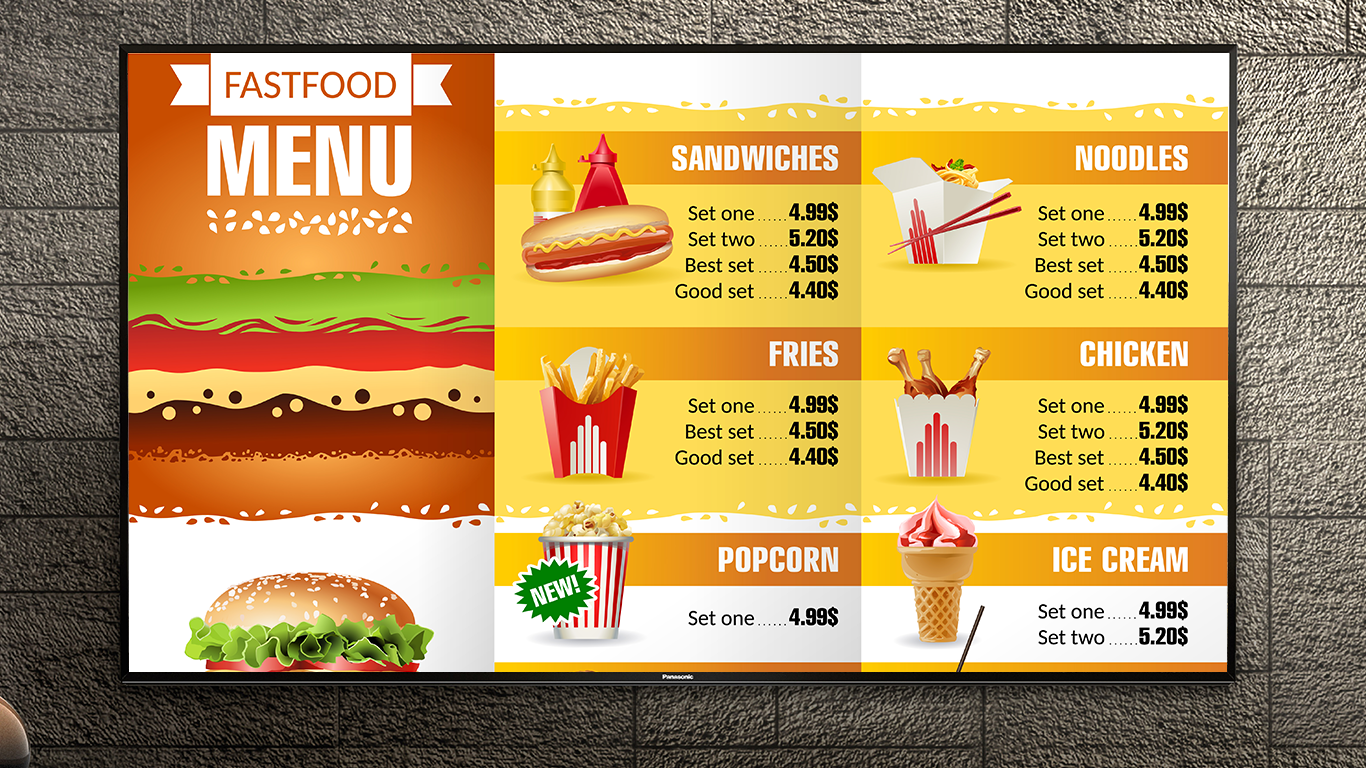 FASTFOOD
MENU
SANDWICHES
Set one ...... 4.99$
Set two ...... 5.20$
Best set ...... 4.50$
Good set ...... 4.40$
FRIES
Set one ...... 4.99$
Best set ...... 4.50$
Good set ...... 4.40$
POPCORN
NEW!
Set one ...... 4.99$
NOODLES
Set one ...... 4.99$
Set two ...... 5.20$
Best set ...... 4.50$
Good set ...... 4.40$
CHICKEN
Set one ...... 4.99$
Set two ...... 5.20$
Best set ...... 4.50$
Good set ...... 4.40$
ICE CREAM
Set one ...... 4.99$
Set two ...... 5.20$
Panasonic